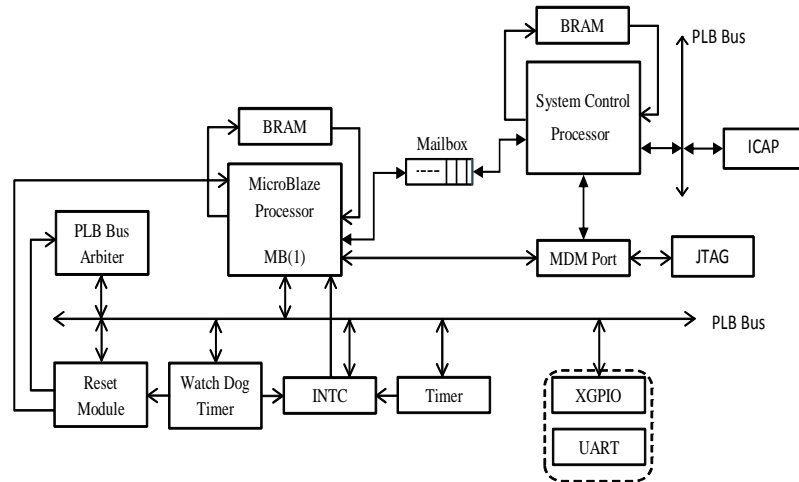 BRAM
PLB Bus
System Control
Processor
ICAP
BRAM
Mailbox
MicroBlaze
Processor
MB(1)
PLB Bus
Arbiter
MDM Port
JTAG
PLB Bus
Reset
Module
Watch Dog
Timer
INTC
Timer
XGPIO
UART